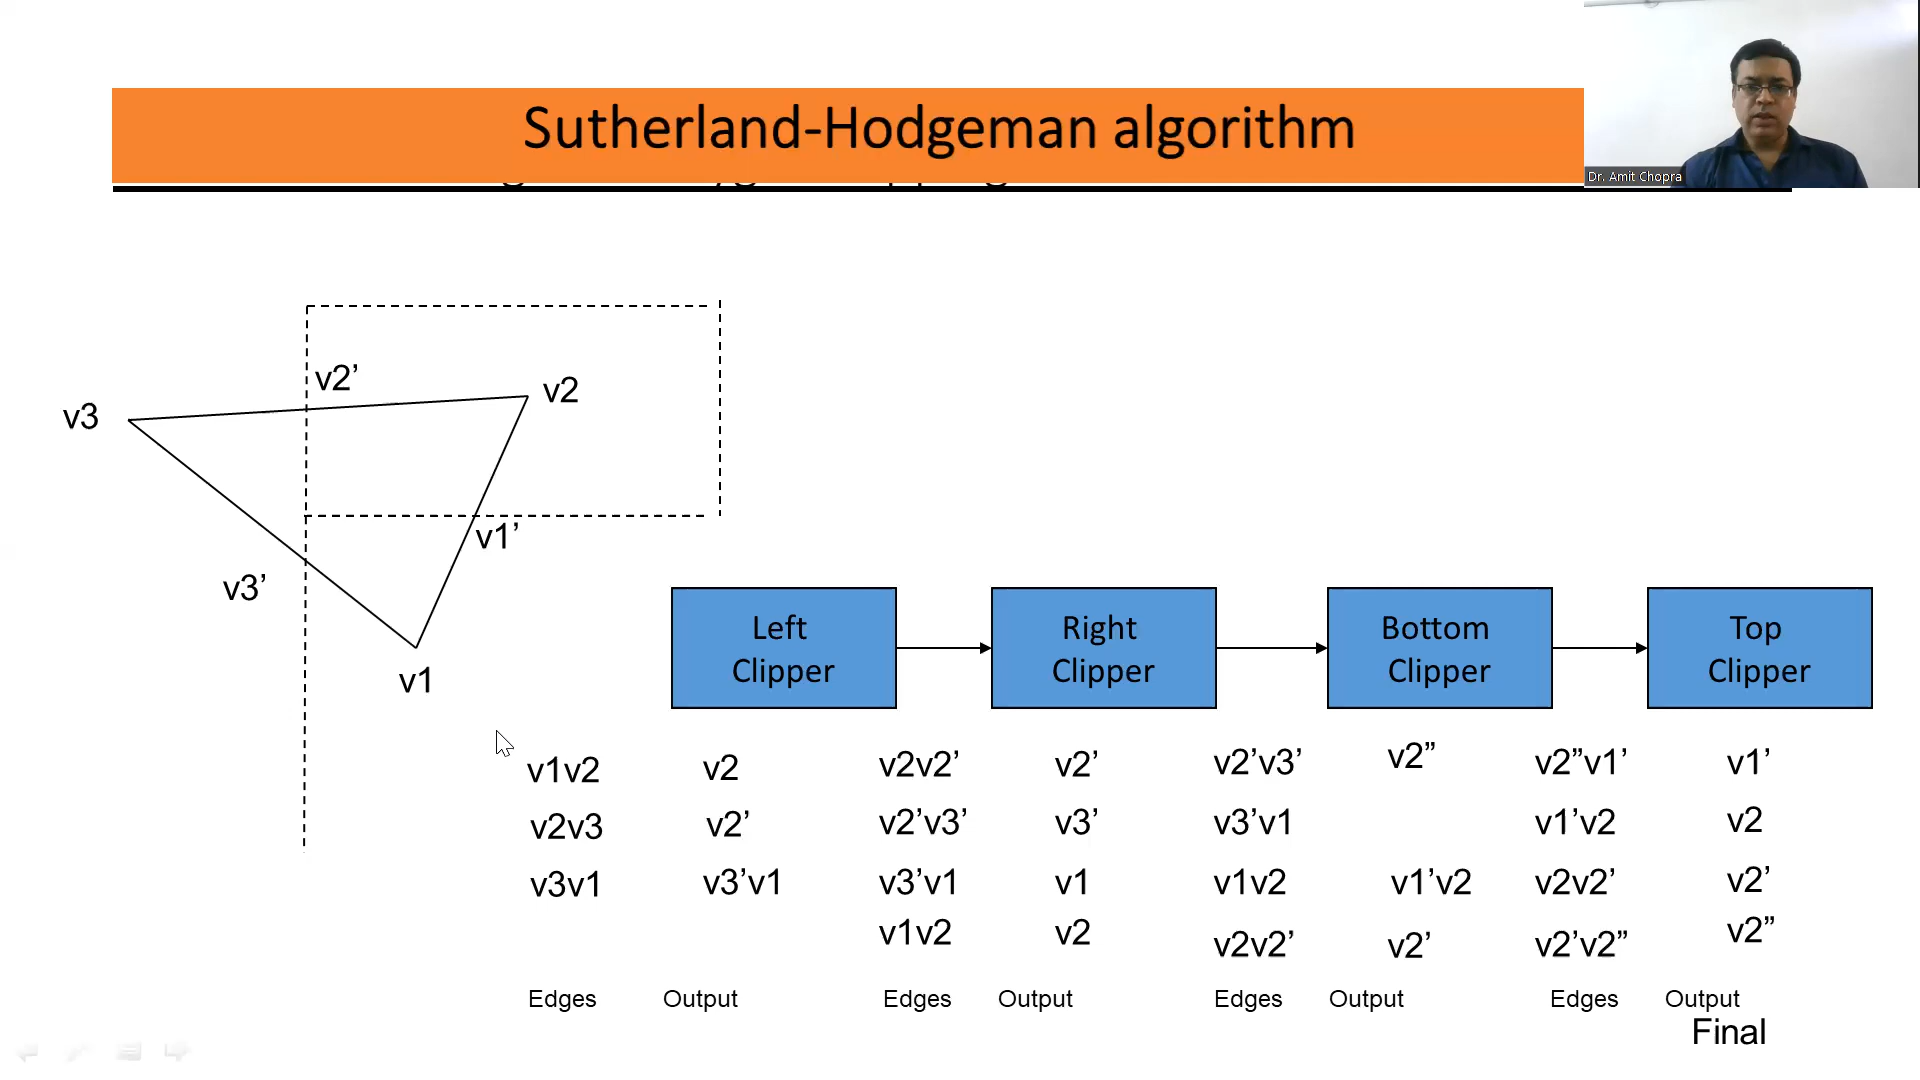 Sutherland-Hodgeman algorithm
Dr. Amit Chopra
v2’
v2
v3
v1’
v3’
v1
Left Clipper
Right Clipper
Bottom Clipper
Top Clipper
v1v2 v2 v2v2’ v2’ v2’v3’ v2” v2”v1’ v1’
v2v3 v2’ v2’v3’ v3’ v3’v1 v1’v2 v2
v3v1 v3’v1 v3’v1 v1 v1v2 v1’v2 v2v2’ v2’
v1v2 v2 v2v2’ v2’ v2’v2” v2”
Edges Output Edges Output Edges Output Edges Output
Final